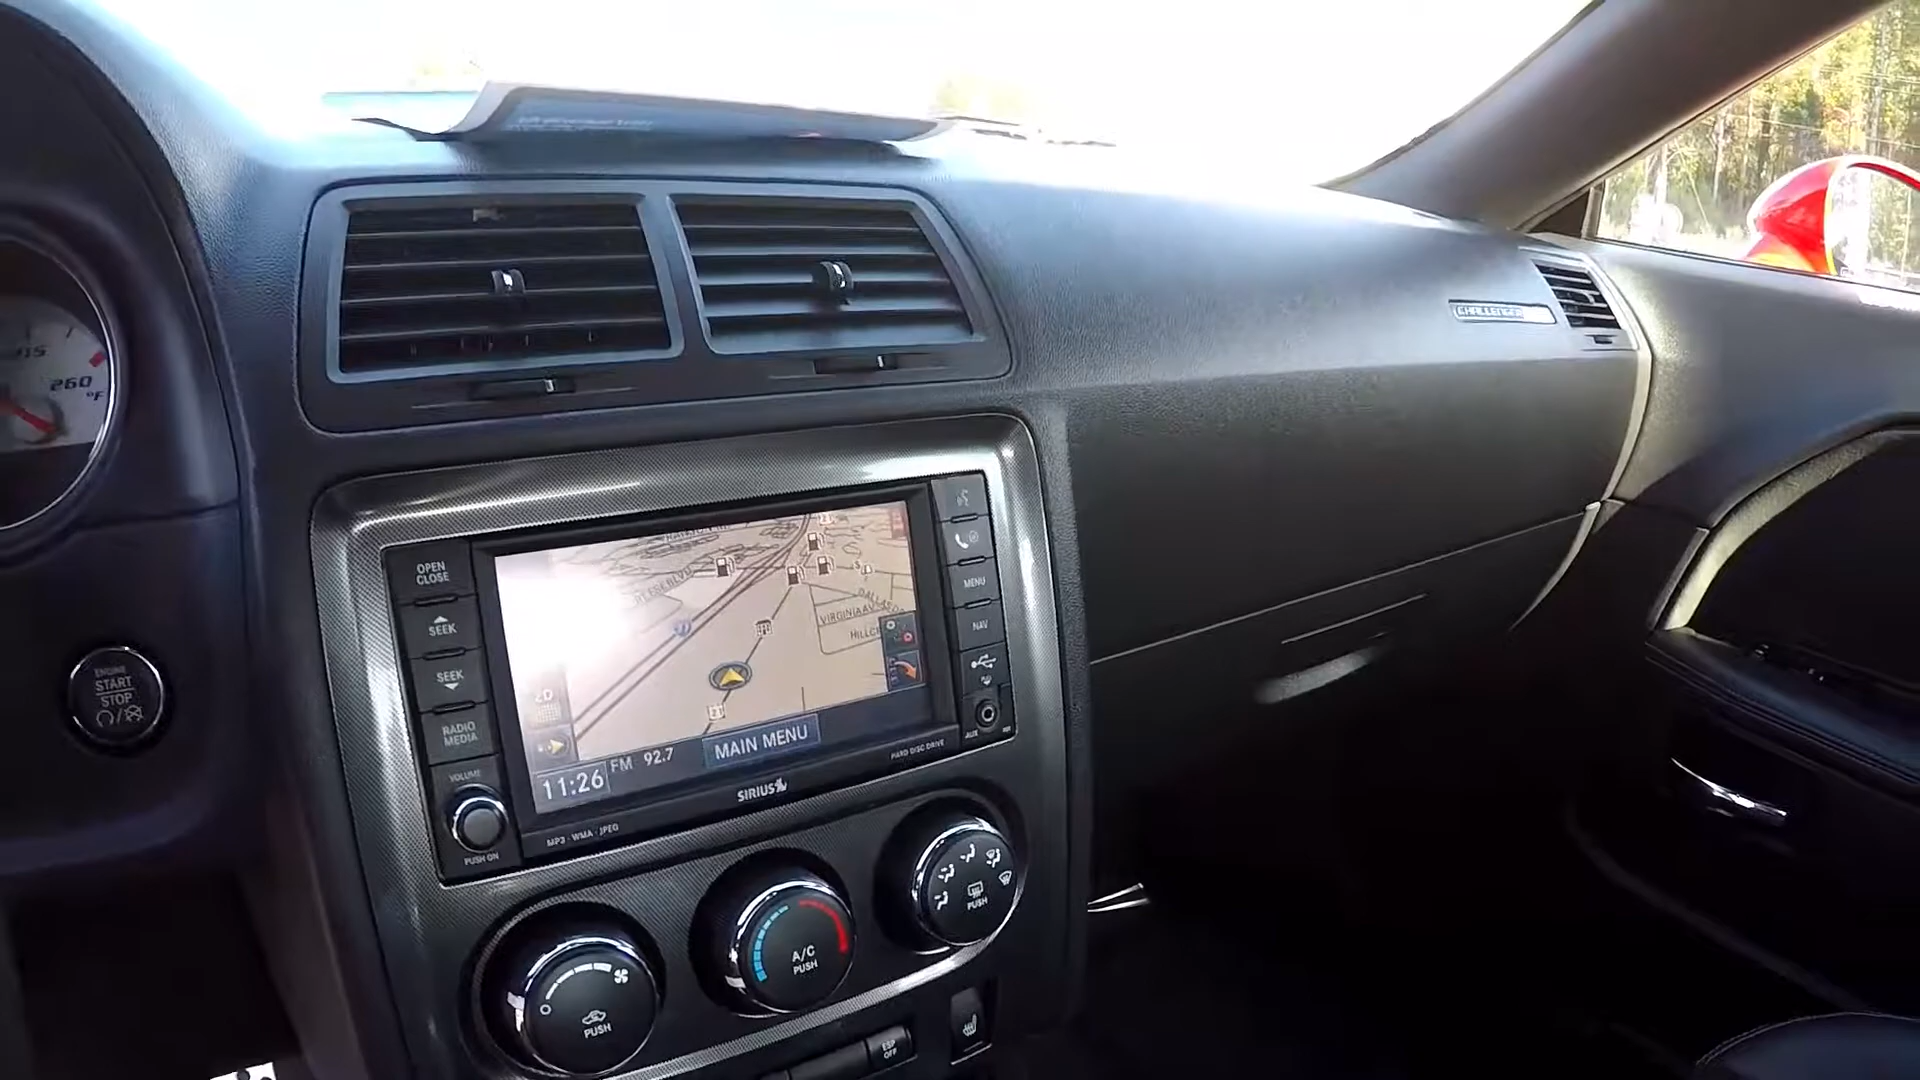 215
260
°F
CHALLENGER
OPEN
CLOSE
SEEK
SEEK
RADIO
MEDIA
VOLUME
PUSH ON
ENGINE
START
STOP
VIRGINIA AV
2D
11:26
FM 92.7
MAIN MENU
HARD DISC DRIVE
SIRIUS
MP3 · WMA · JPEG
MENU
NAV
AUX
PUSH
A/C
PUSH
PUSH
ESP
OFF